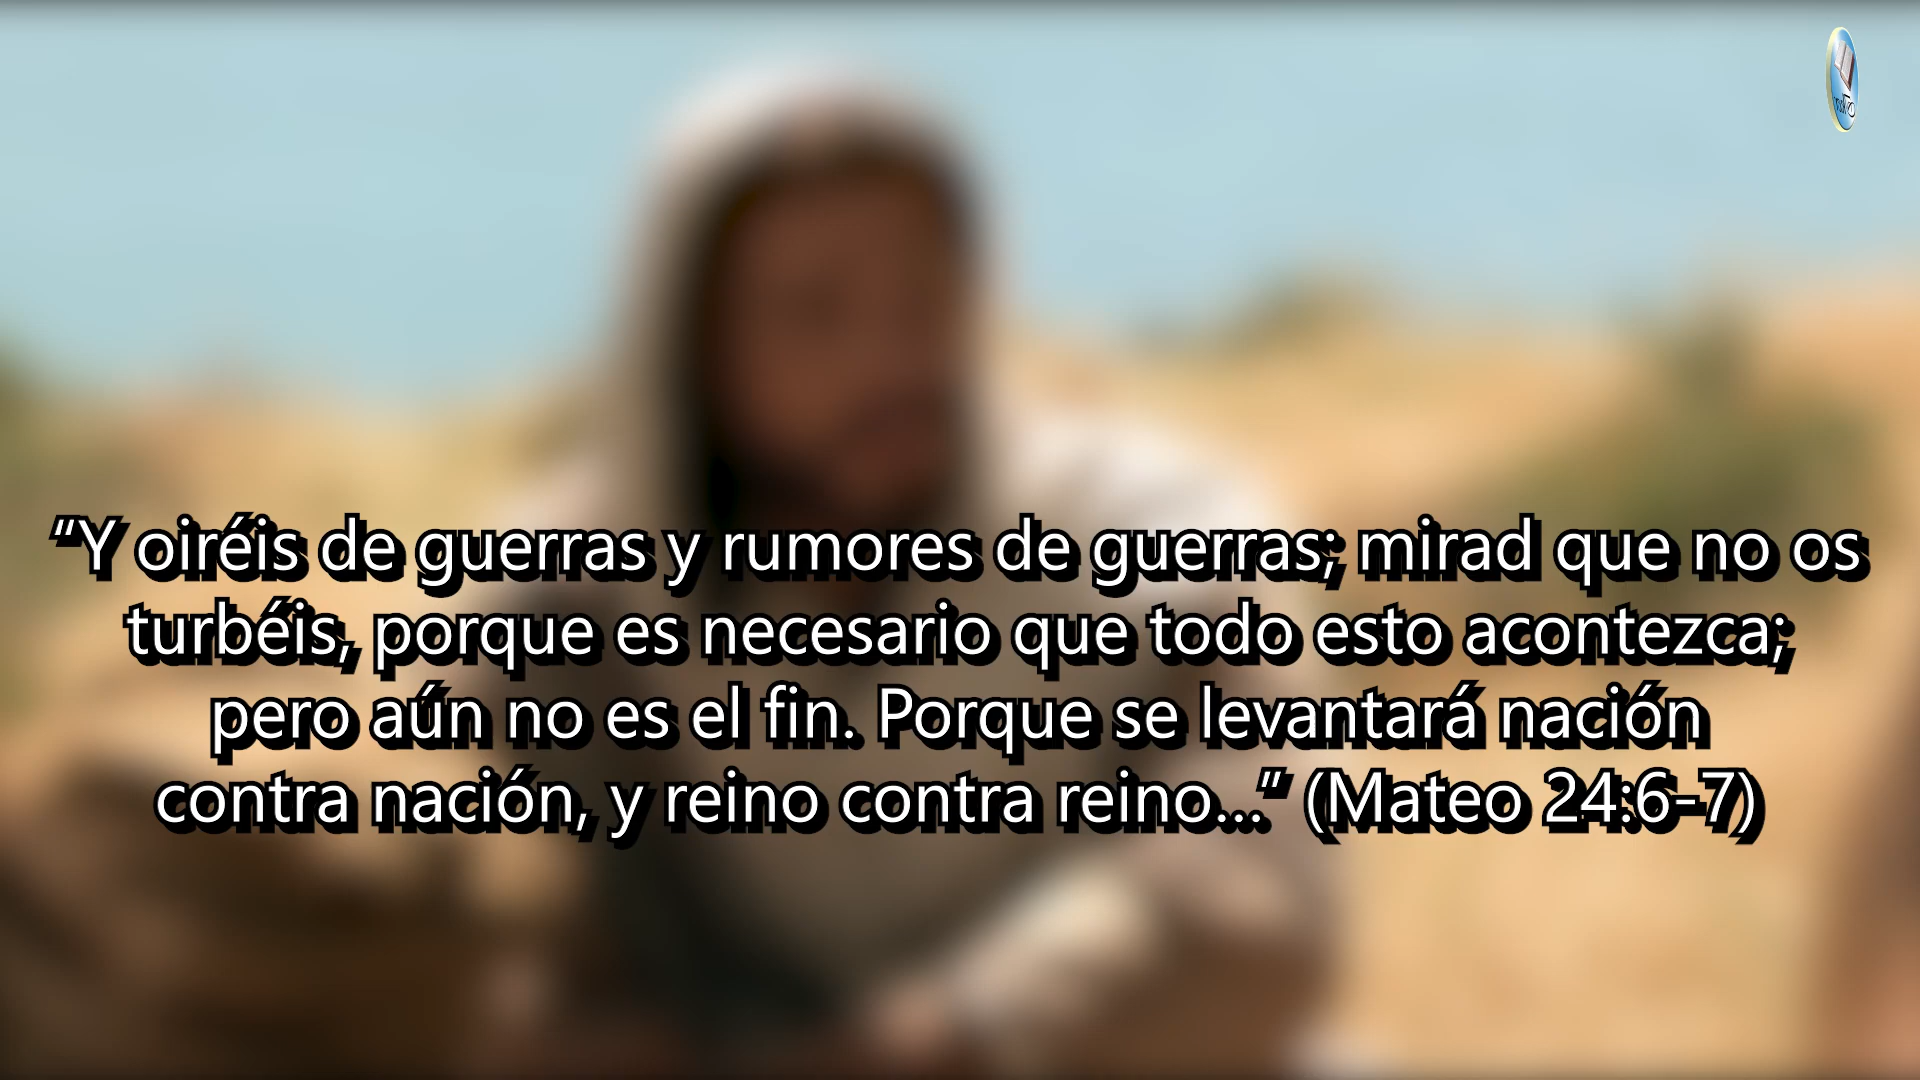 “Y oiréis de guerras y rumores de guerras; mirad que no os
turbéis, porque es necesario que todo esto acontezca;
pero aún no es el fin. Porque se levantará nación
contra nación, y reino contra reino...” (Mateo 24:6-7)